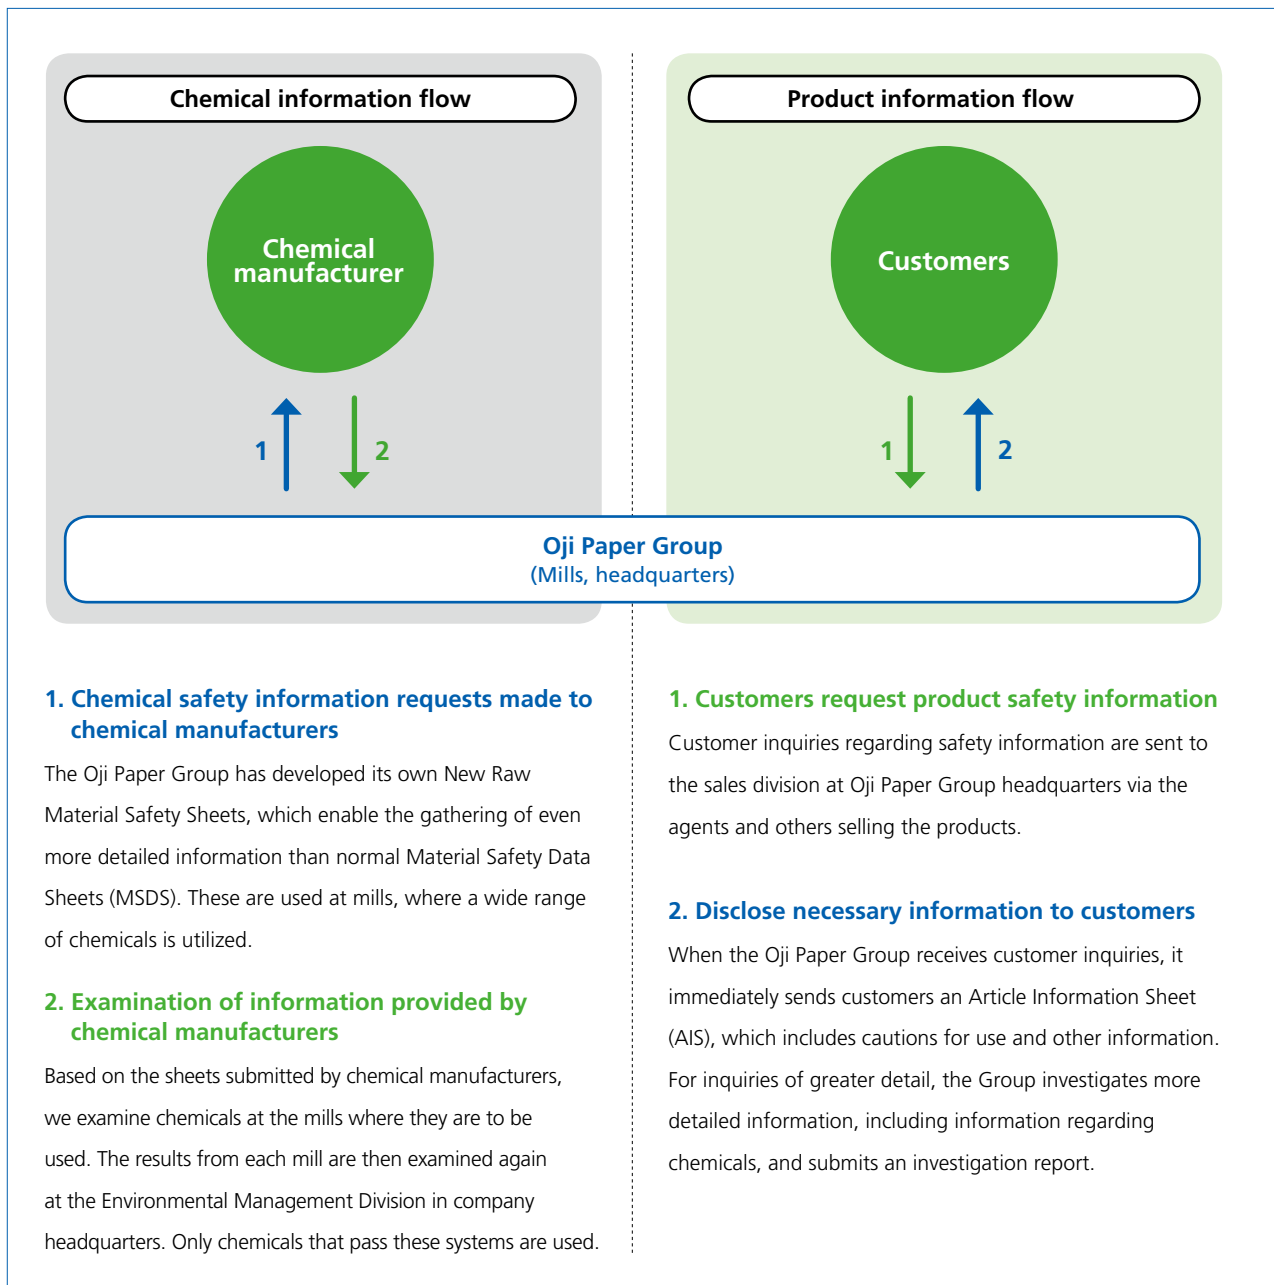 Chemical information flow
Chemical
manufacturer
1
2
Product information flow
Customers
1
2
Oji Paper Group
(Mills, headquarters)
1. Chemical safety information requests made to
chemical manufacturers
The Oji Paper Group has developed its own New Raw
Material Safety Sheets, which enable the gathering of even
more detailed information than normal Material Safety Data
Sheets (MSDS). These are used at mills, where a wide range
of chemicals is utilized.
2. Examination of information provided by
chemical manufacturers
Based on the sheets submitted by chemical manufacturers,
we examine chemicals at the mills where they are to be
used. The results from each mill are then examined again
at the Environmental Management Division in company
headquarters. Only chemicals that pass these systems are used.
1. Customers request product safety information
Customer inquiries regarding safety information are sent to
the sales division at Oji Paper Group headquarters via the
agents and others selling the products.
2. Disclose necessary information to customers
When the Oji Paper Group receives customer inquiries, it
immediately sends customers an Article Information Sheet
(AIS), which includes cautions for use and other information.
For inquiries of greater detail, the Group investigates more
detailed information, including information regarding
chemicals, and submits an investigation report.